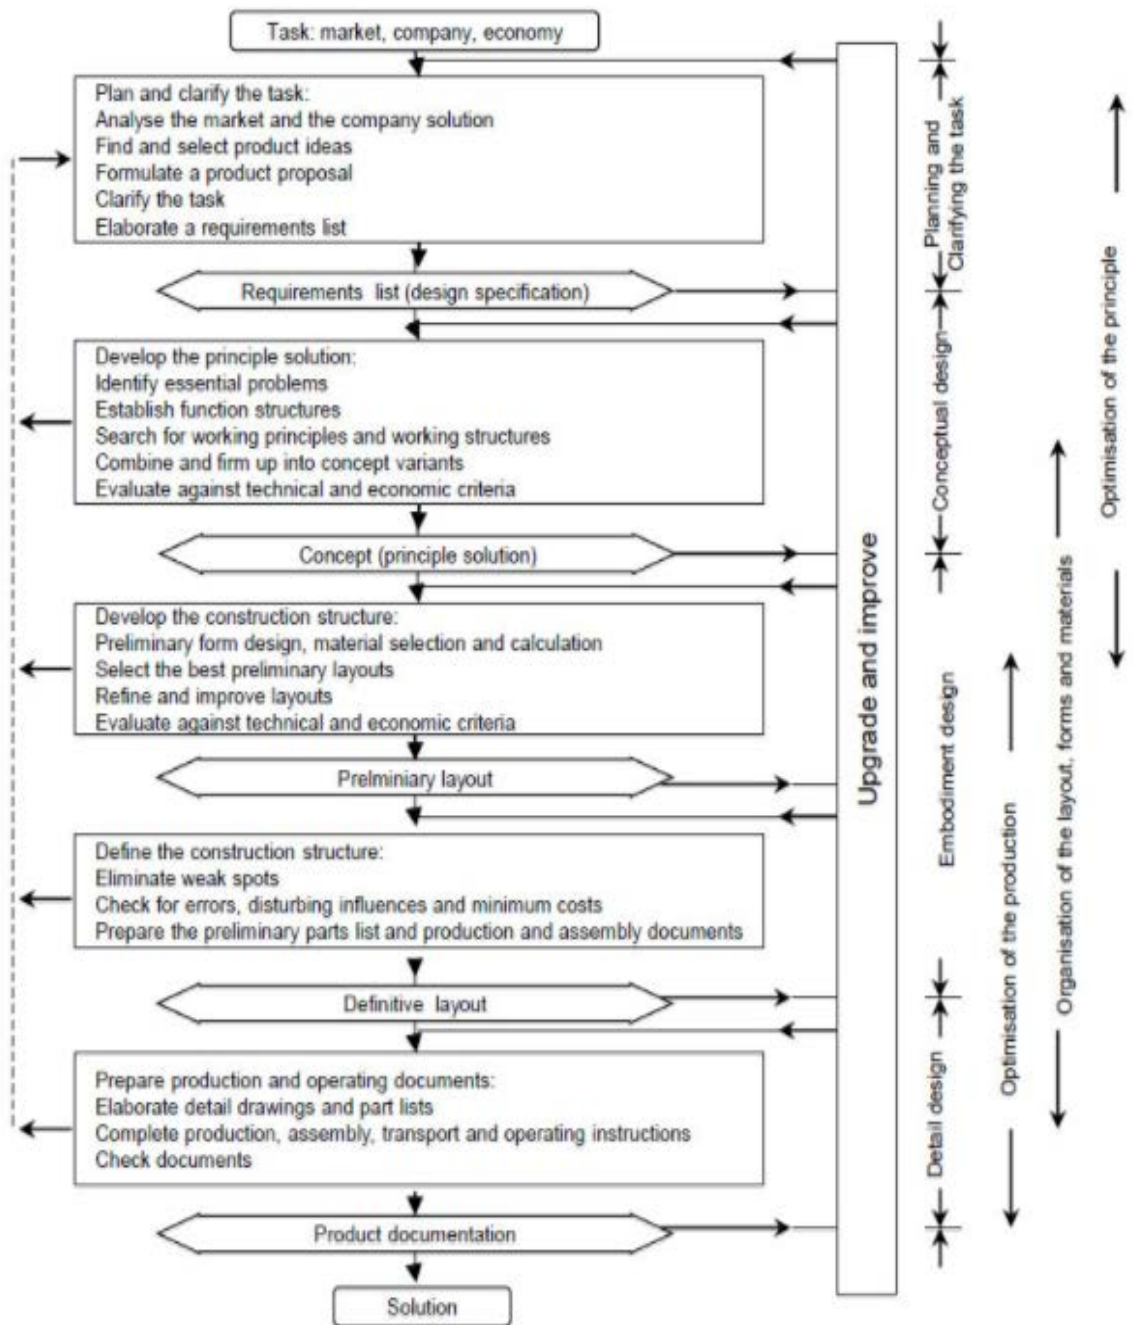 Task: market, company, economy
Plan and clarify the task:
Analyse the market and the company solution
Find and select product ideas
Formulate a product proposal
Clarify the task
Elaborate a requirements list
Requirements list (design specification)
Develop the principle solution:
Identify essential problems
Establish function structures
Search for working principles and working structures
Combine and firm up into concept variants
Evaluate against technical and economic criteria
Concept (principle solution)
Develop the construction structure:
Preliminary form design, material selection and calculation
Select the best preliminary layouts
Refine and improve layouts
Evaluate against technical and economic criteria
Prelminiary layout
Define the construction structure:
Eliminate weak spots
Check for errors, disturbing influences and minimum costs
Prepare the preliminary parts list and production and assembly documents
Definitive layout
Prepare production and operating documents:
Elaborate detail drawings and part lists
Complete production, assembly, transport and operating instructions
Check documents
Product documentation
Solution
Upgrade and improve
Planning and
Clarifying the task
Conceptual design
Embodiment design
Detail design
Optimisation of the production
Organisation of the layout, forms and materials
Optimisation of the principle